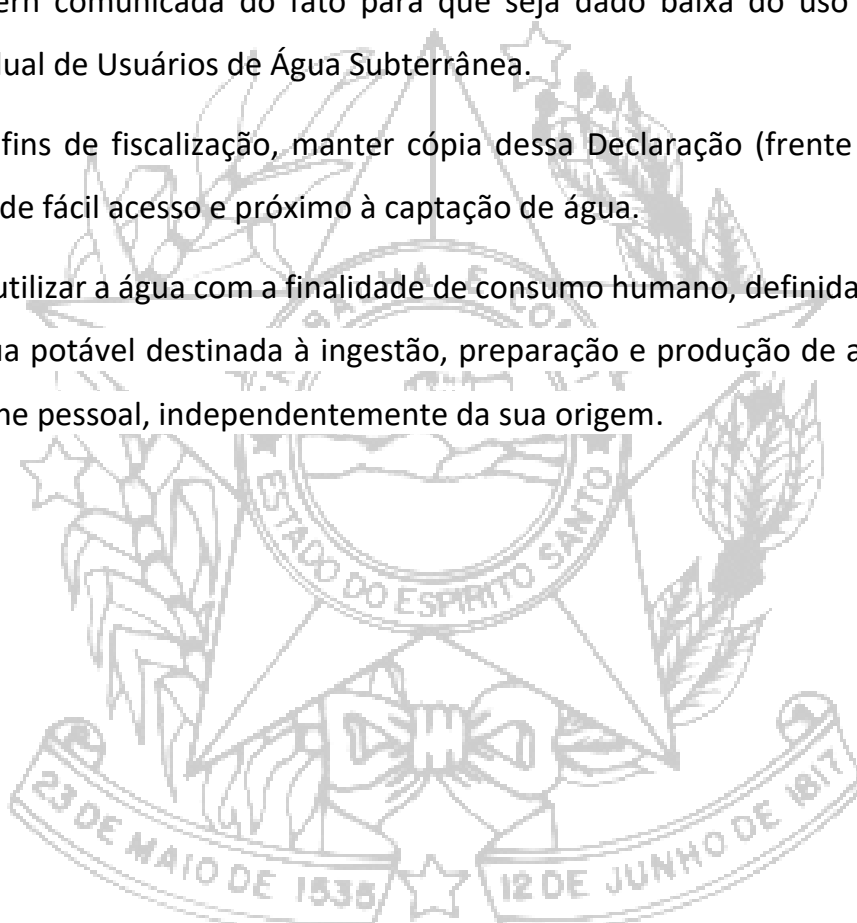 ern comunicada do fato para que seja dado baixa do uso
dual de Usuários de Água Subterrânea.
fins de fiscalização, manter cópia dessa Declaração (frente
de fácil acesso e próximo à captação de água.
utilizar a água com a finalidade de consumo humano, definida
ua potável destinada à ingestão, preparação e produção de a
ne pessoal, independentemente da sua origem.
ESTADO DO ESPIRITO SANTO
23 DE MAIO DE 1535
12 DE JUNHO DE 1817